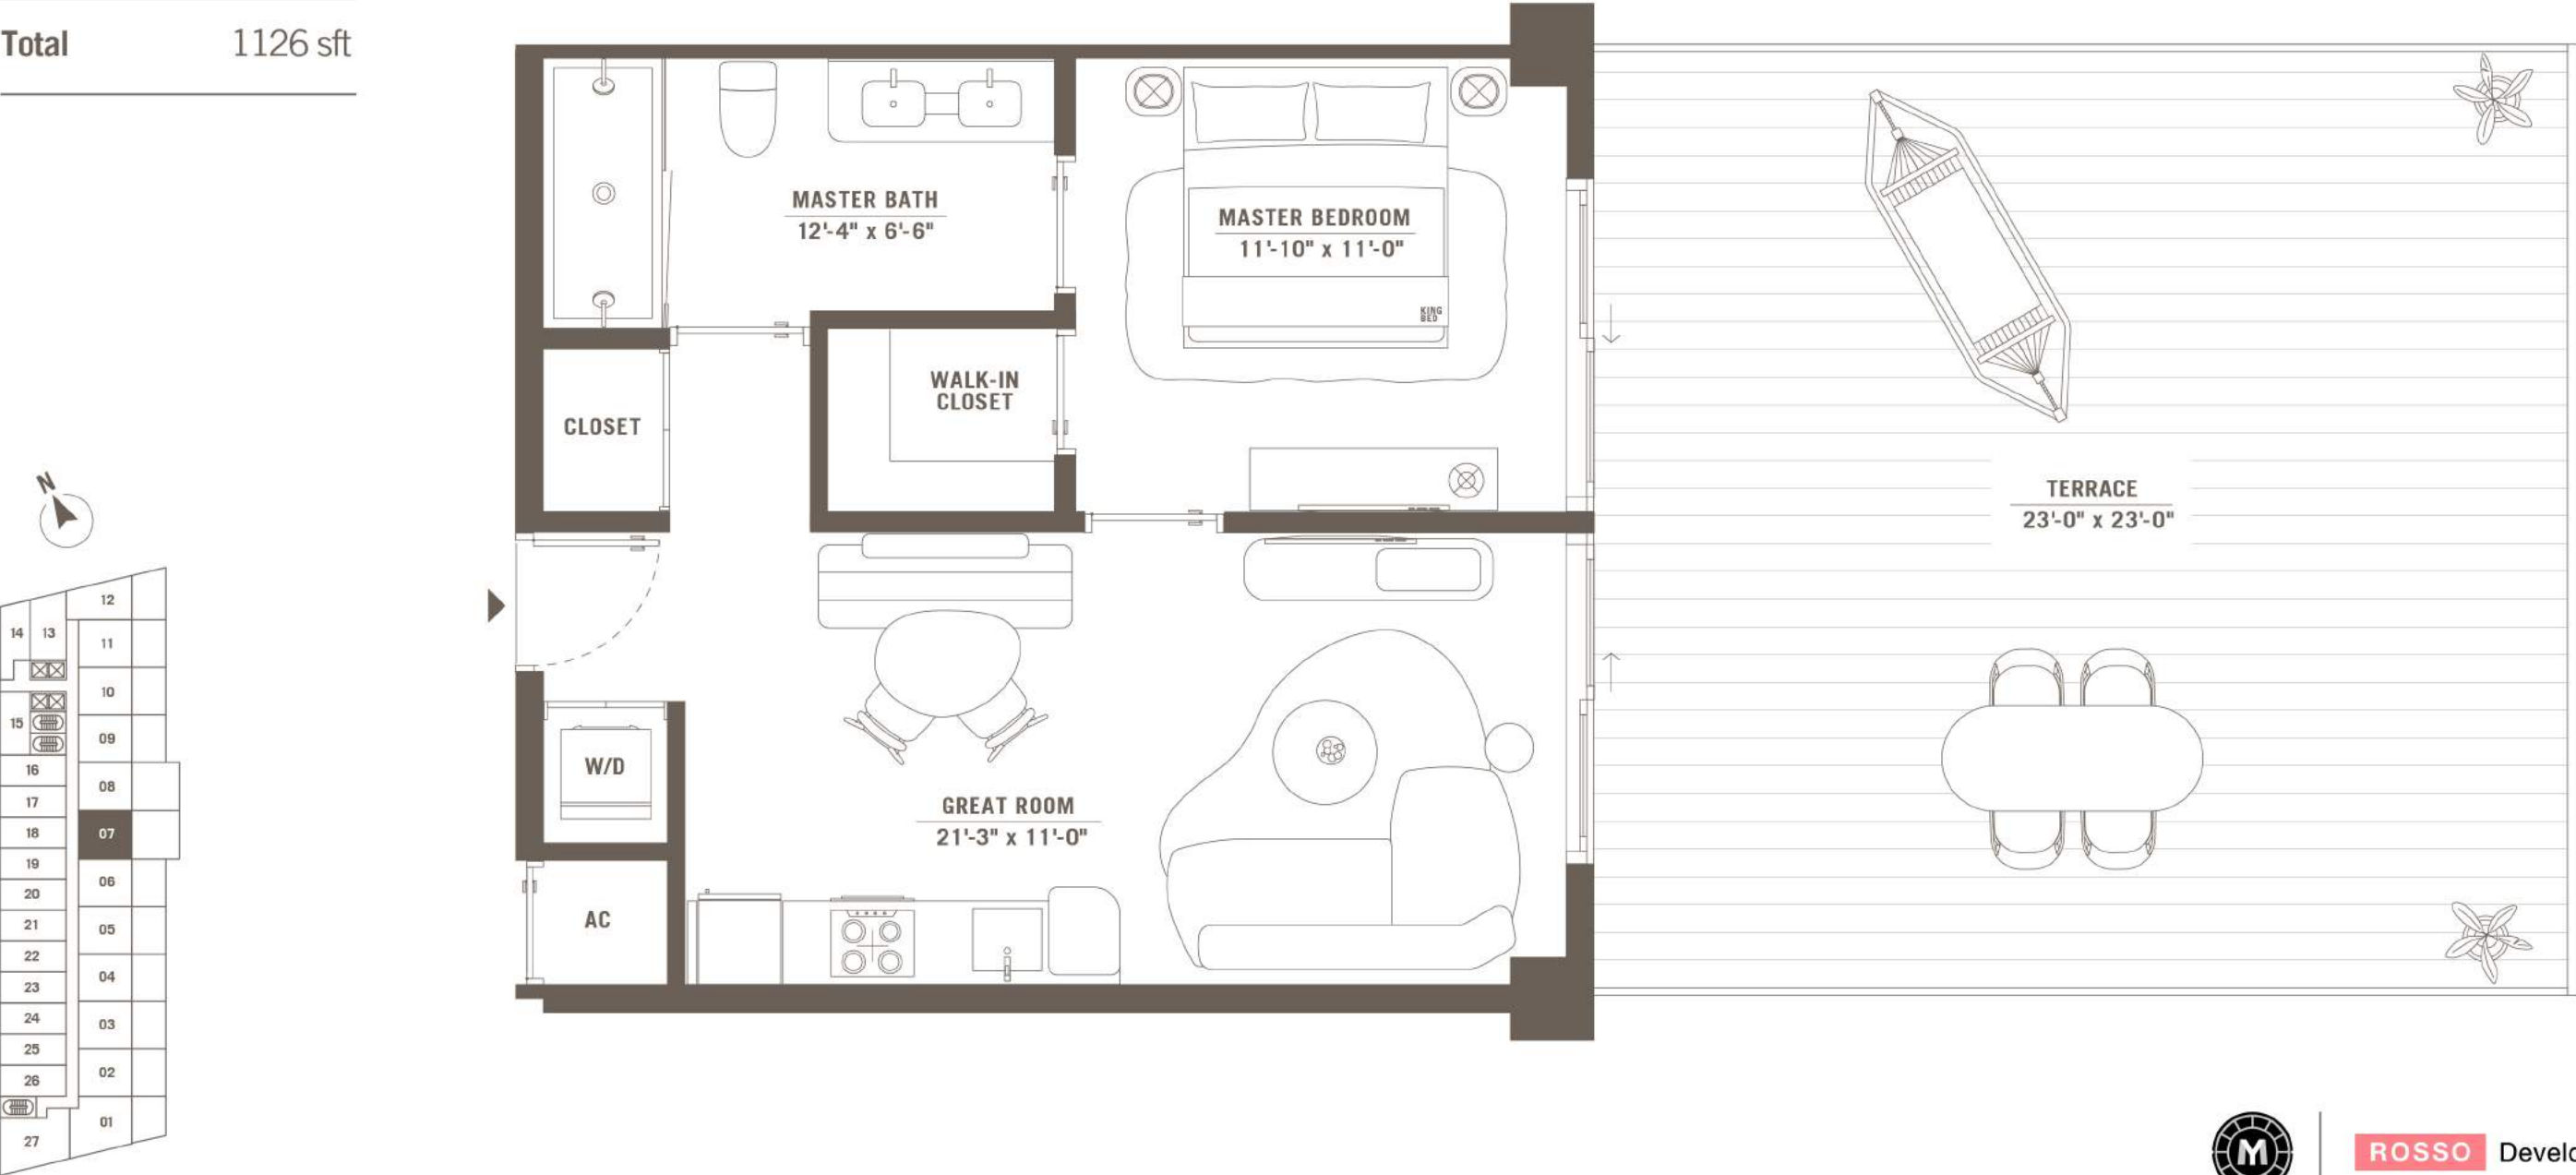 Total 1126 sft
MASTER BATH
12'-4" x 6'-6"
MASTER BEDROOM
11'-10" x 11'-0"
KING
BED
WALK-IN
CLOSET
CLOSET
TERRACE
23'-0" x 23'-0"
W/D
GREAT ROOM
21'-3" x 11'-0"
AC
N
12
14 13
11
10
15
09
16
08
17
18 07
19
06
20
21 05
22
04
23
24 03
25
02
26
01
27
M
ROSSO Develo